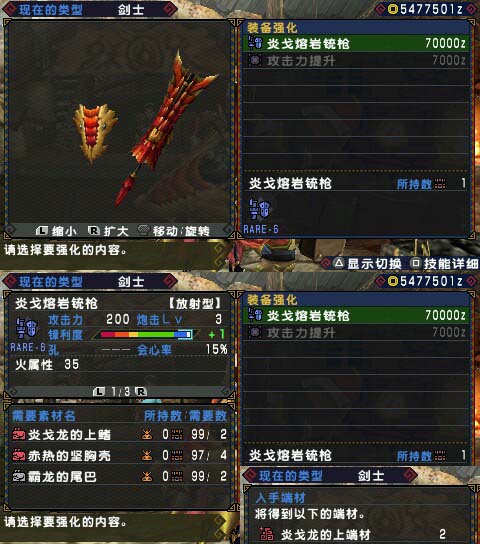 现在的类型 剑士
5477501z
装备强化
炎戈熔岩铳枪 70000z
攻击力提升 7000z
炎戈熔岩铳枪 所持数 1
RARE-6
L 缩小 R 扩大 移动:旋转
请选择要强化的内容。
△显示切换 □技能详细
现在的类型 剑士
5477501z
炎戈熔岩铳枪 【放射型】
攻击力 200 炮击Lv 3
RARE-6 锋利度 +1
孔 --- 会心率 15%
火属性 35
L 1/3 R
需要素材名 所持数:需要数
炎戈龙的上鳍 0 99/ 2
赤热的坚胸壳 0 97/ 4
霸龙的尾巴 0 99/ 2
请选择要强化的内容。
装备强化
炎戈熔岩铳枪 70000z
攻击力提升 7000z
炎戈熔岩铳枪 所持数 1
现在的类型 剑士
入手端材
将得到以下的端材。
炎戈龙的上端材 2